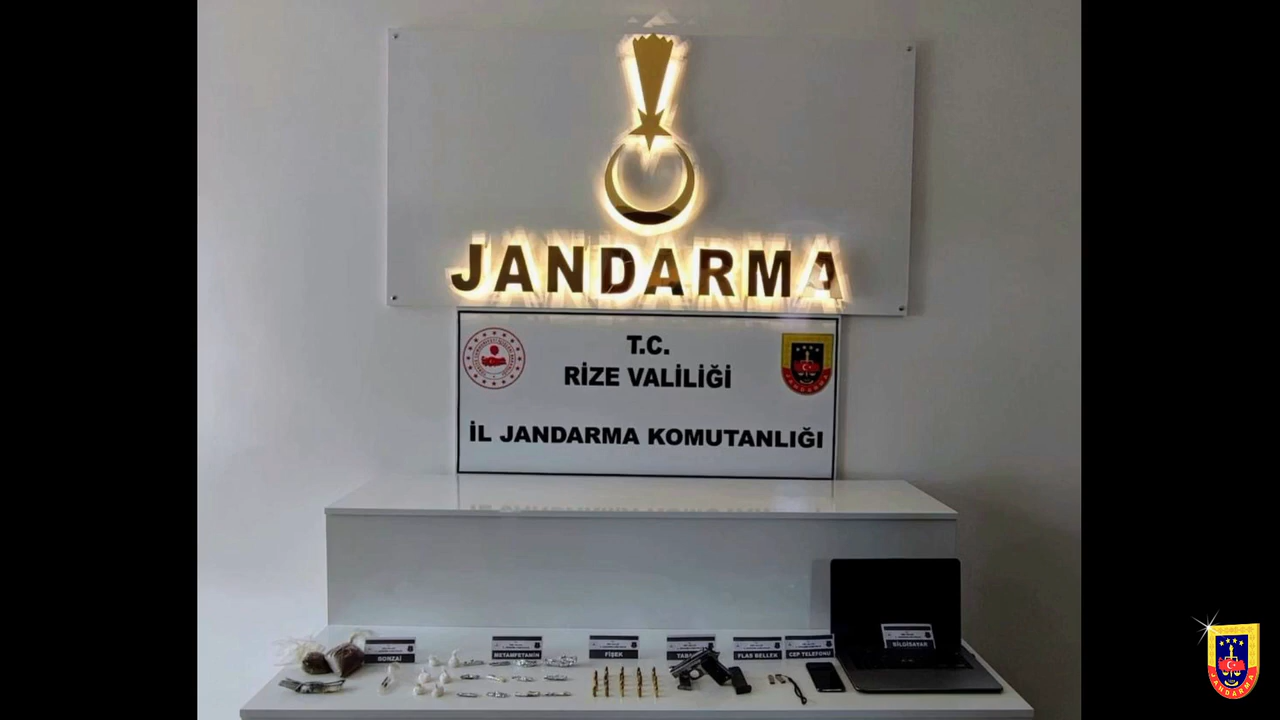 JANDARMA
T.C.
RİZE VALİLİĞİ
İL JANDARMA KOMUTANLIĞI
BONZAİ
METAMFETAMİN
FİŞEK
FLAŞ BELLEK
CEP TELEFONU
BİLGİSAYAR
JANDARMA